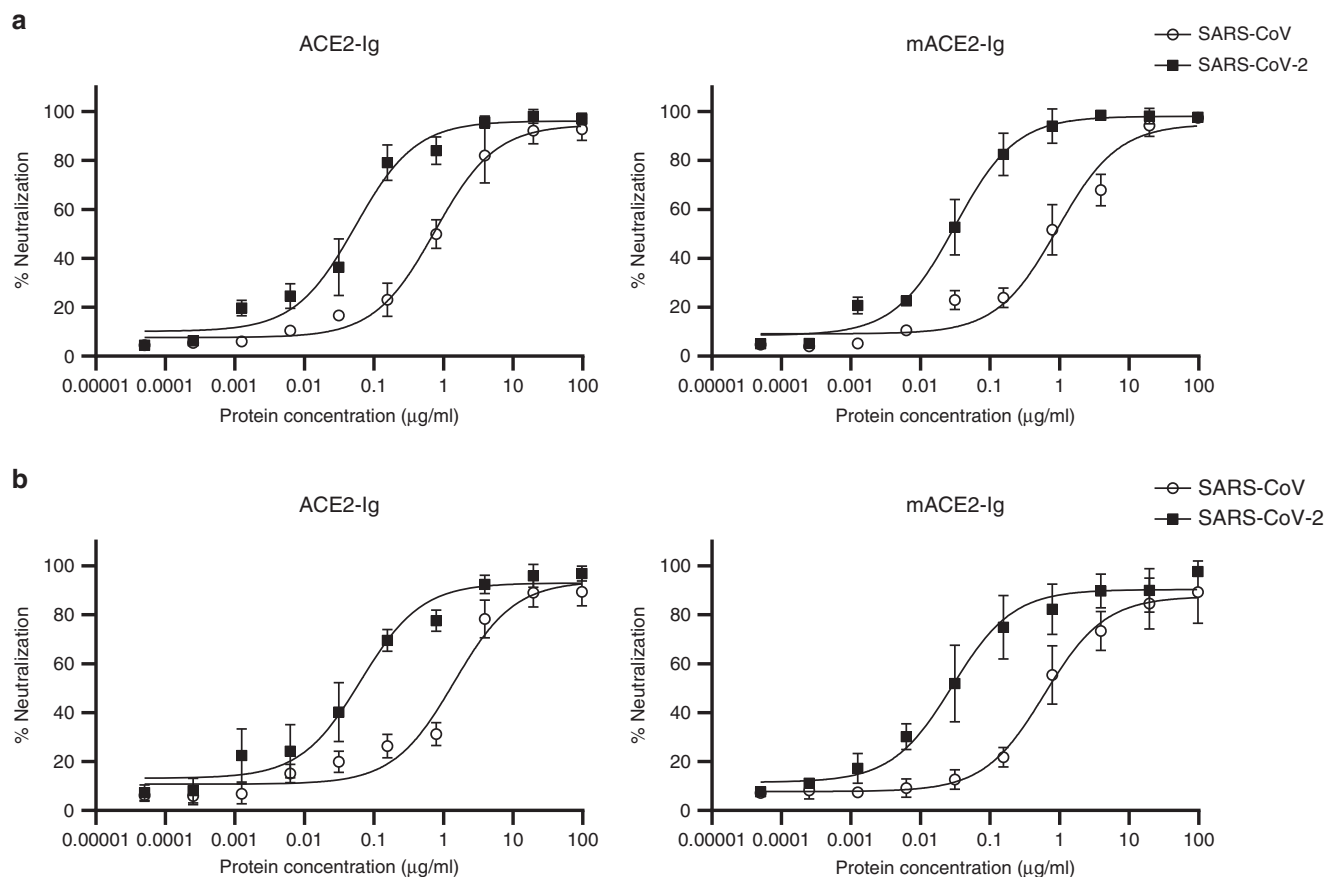 a
ACE2-Ig
mACE2-Ig
SARS-CoV
SARS-CoV-2
% Neutralization
100
80
60
40
20
0
0.00001 0.0001 0.001 0.01 0.1 1 10 100
Protein concentration (μg/ml)
% Neutralization
100
80
60
40
20
0
0.00001 0.0001 0.001 0.01 0.1 1 10 100
Protein concentration (μg/ml)
b
ACE2-Ig
mACE2-Ig
SARS-CoV
SARS-CoV-2
% Neutralization
100
80
60
40
20
0
0.00001 0.0001 0.001 0.01 0.1 1 10 100
Protein concentration (μg/ml)
% Neutralization
100
80
60
40
20
0
0.00001 0.0001 0.001 0.01 0.1 1 10 100
Protein concentration (μg/ml)